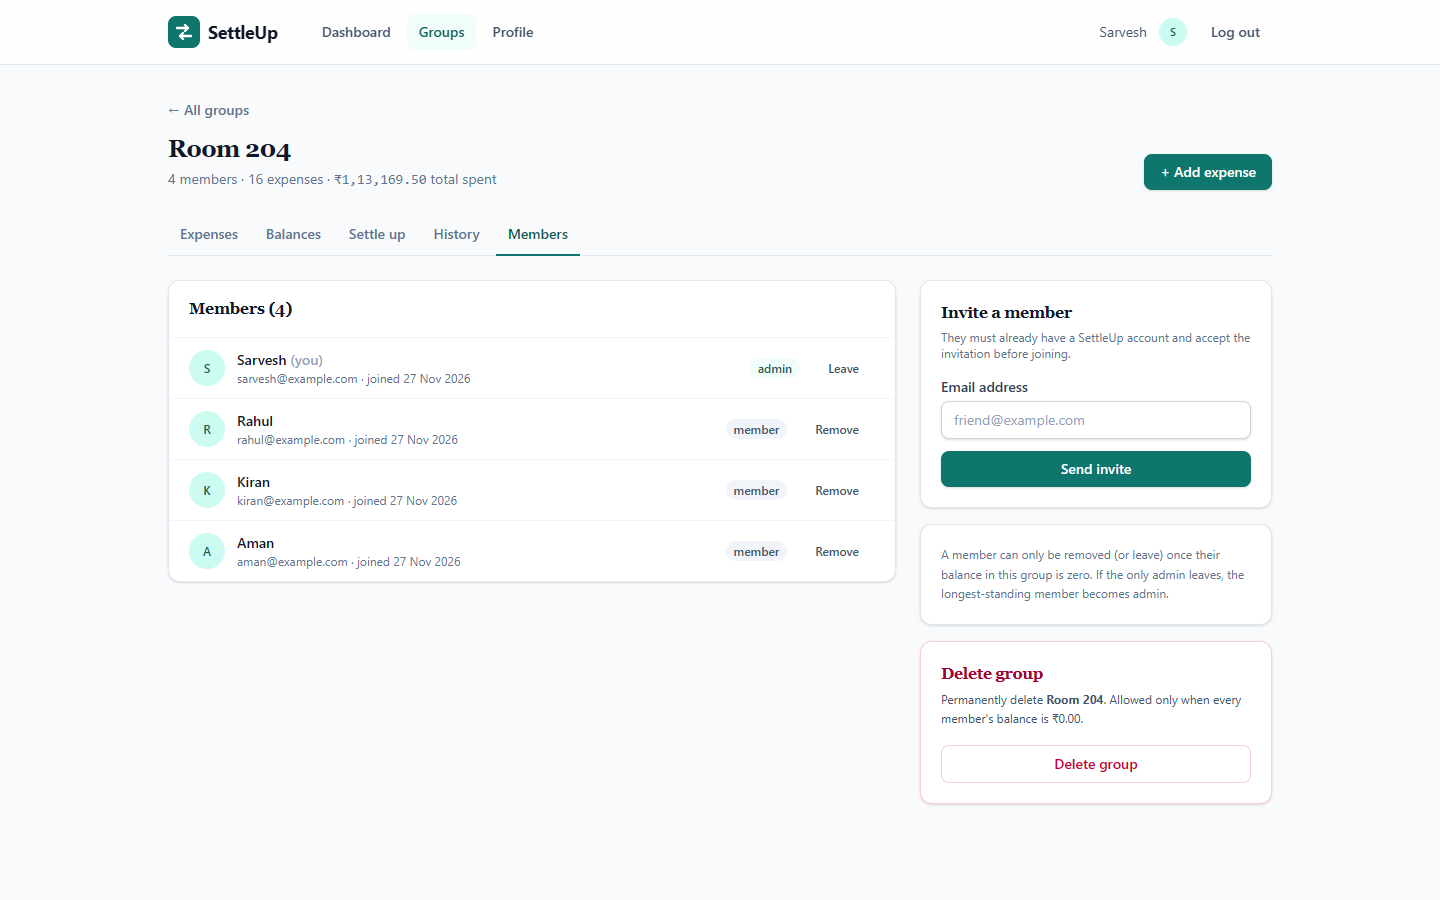 SettleUp
Dashboard
Groups
Profile
Sarvesh
S
Log out
← All groups
Room 204
4 members · 16 expenses · ₹1,13,169.50 total spent
+ Add expense
Expenses
Balances
Settle up
History
Members
Members (4)
S
Sarvesh (you)
sarvesh@example.com · joined 27 Nov 2026
admin
Leave
R
Rahul
rahul@example.com · joined 27 Nov 2026
member
Remove
K
Kiran
kiran@example.com · joined 27 Nov 2026
member
Remove
A
Aman
aman@example.com · joined 27 Nov 2026
member
Remove
Invite a member
They must already have a SettleUp account and accept the
invitation before joining.
Email address
friend@example.com
Send invite
A member can only be removed (or leave) once their
balance in this group is zero. If the only admin leaves, the
longest-standing member becomes admin.
Delete group
Permanently delete Room 204. Allowed only when every
member's balance is ₹0.00.
Delete group